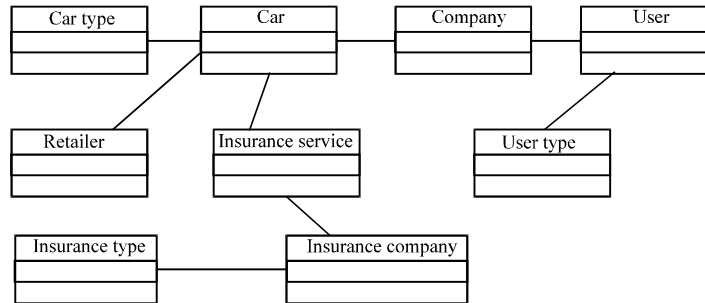 Car type
Car
Company
User
Retailer
Insurance service
User type
Insurance type
Insurance company